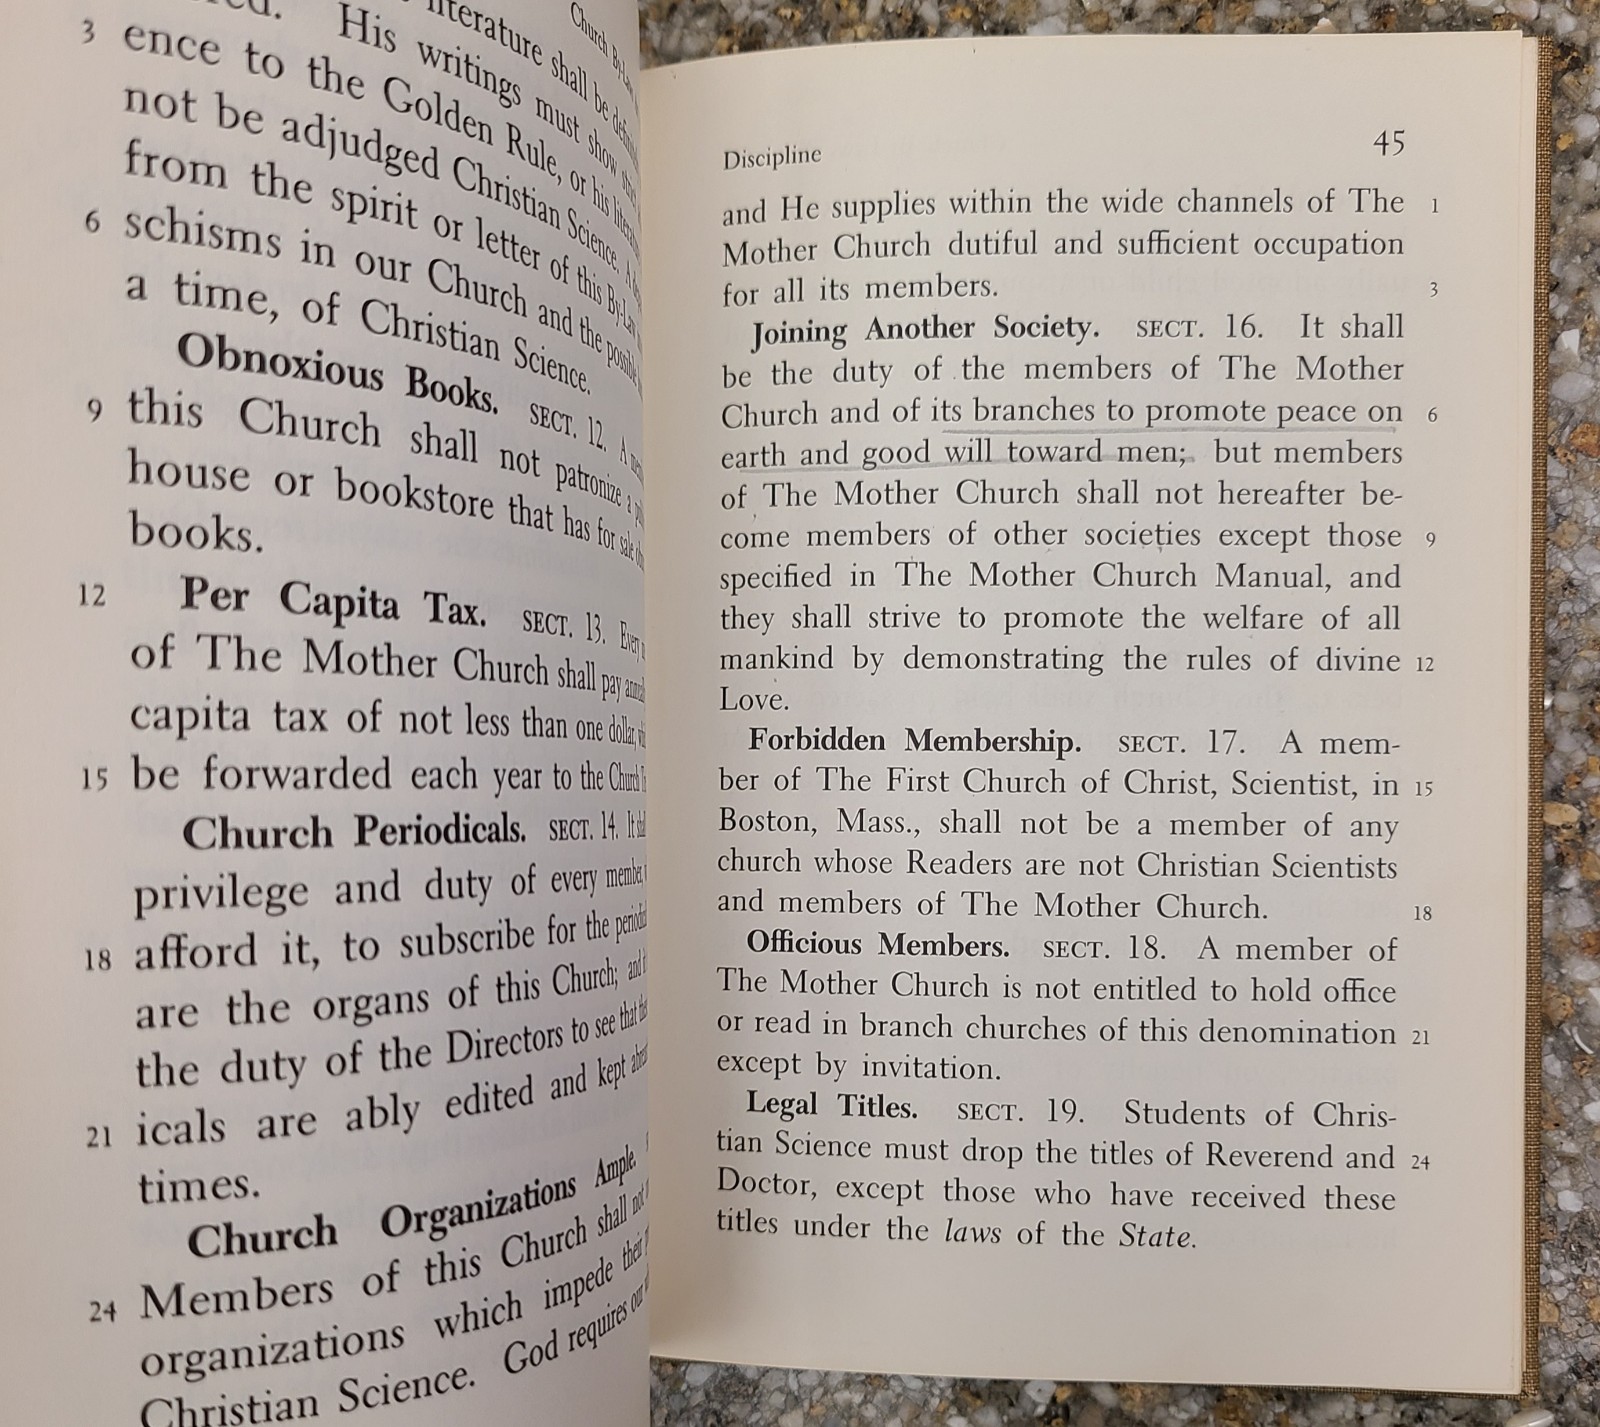 Church By-Law
literature shall be
His writings must show
3 ence to the Golden Rule, or his
not be adjudged Christian Science. A
from the spirit or letter of this By-Law
6 schisms in our Church and the possible
a time, of Christian Science.
Obnoxious Books. SECT. 12. A
9 this Church shall not patronize a
house or bookstore that has for sale
books.
12 Per Capita Tax. SECT. 13. Every
of The Mother Church shall pay
capita tax of not less than one dollar,
15 be forwarded each year to the Church
Church Periodicals. SECT. 14. It
privilege and duty of every member
18 afford it, to subscribe for the
are the organs of this Church; and
the duty of the Directors to see that
21 icals are ably edited and kept
times.
Church Organizations Ample.
24 Members of this Church shall not
organizations which impede their
Christian Science. God requires our
Discipline 45
and He supplies within the wide channels of The 1
Mother Church dutiful and sufficient occupation
for all its members. 3
Joining Another Society. SECT. 16. It shall
be the duty of the members of The Mother
Church and of its branches to promote peace on 6
earth and good will toward men; but members
of The Mother Church shall not hereafter be-
come members of other societies except those 9
specified in The Mother Church Manual, and
they shall strive to promote the welfare of all
mankind by demonstrating the rules of divine 12
Love.
Forbidden Membership. SECT. 17. A mem-
ber of The First Church of Christ, Scientist, in 15
Boston, Mass., shall not be a member of any
church whose Readers are not Christian Scientists
and members of The Mother Church. 18
Officious Members. SECT. 18. A member of
The Mother Church is not entitled to hold office
or read in branch churches of this denomination 21
except by invitation.
Legal Titles. SECT. 19. Students of Chris-
tian Science must drop the titles of Reverend and 24
Doctor, except those who have received these
titles under the laws of the State.